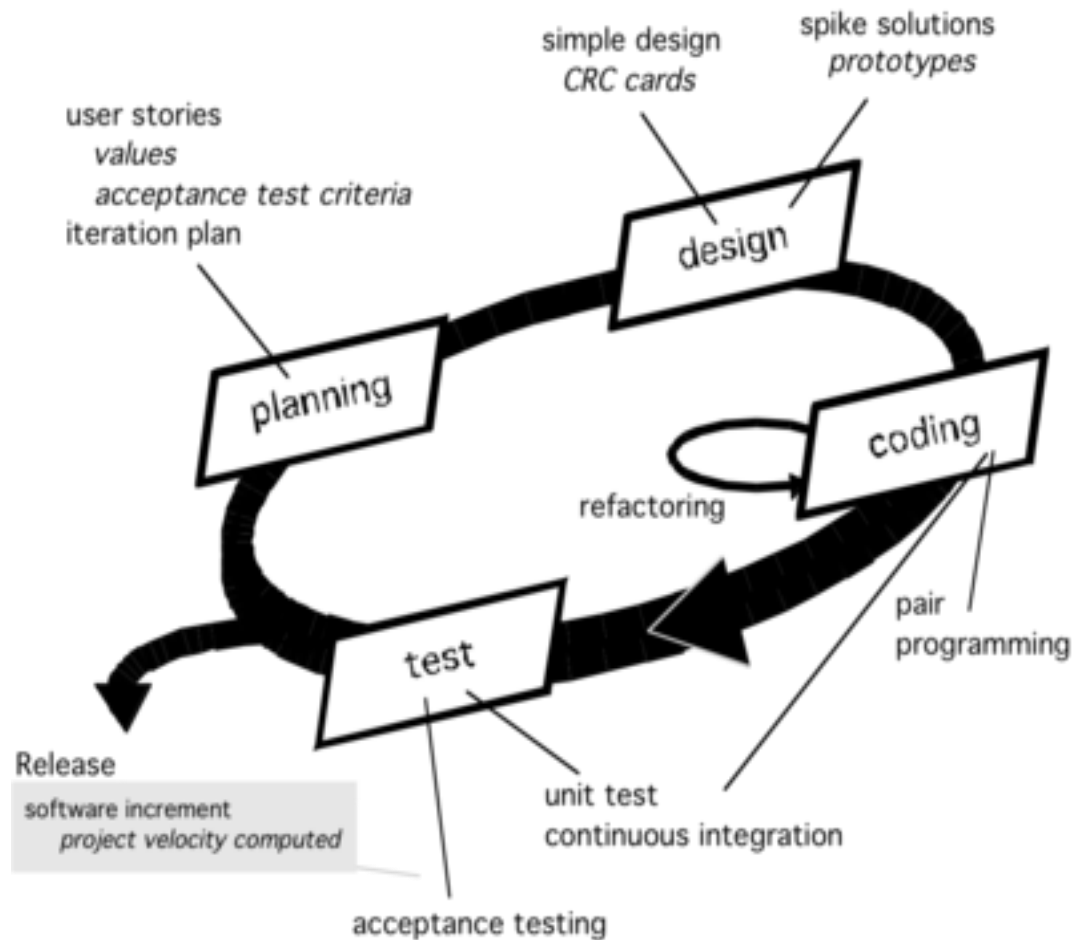 simple design
CRC cards
spike solutions
prototypes
user stories
values
acceptance test criteria
iteration plan
design
planning
coding
refactoring
pair
programming
test
Release
software increment
project velocity computed
unit test
continuous integration
acceptance testing